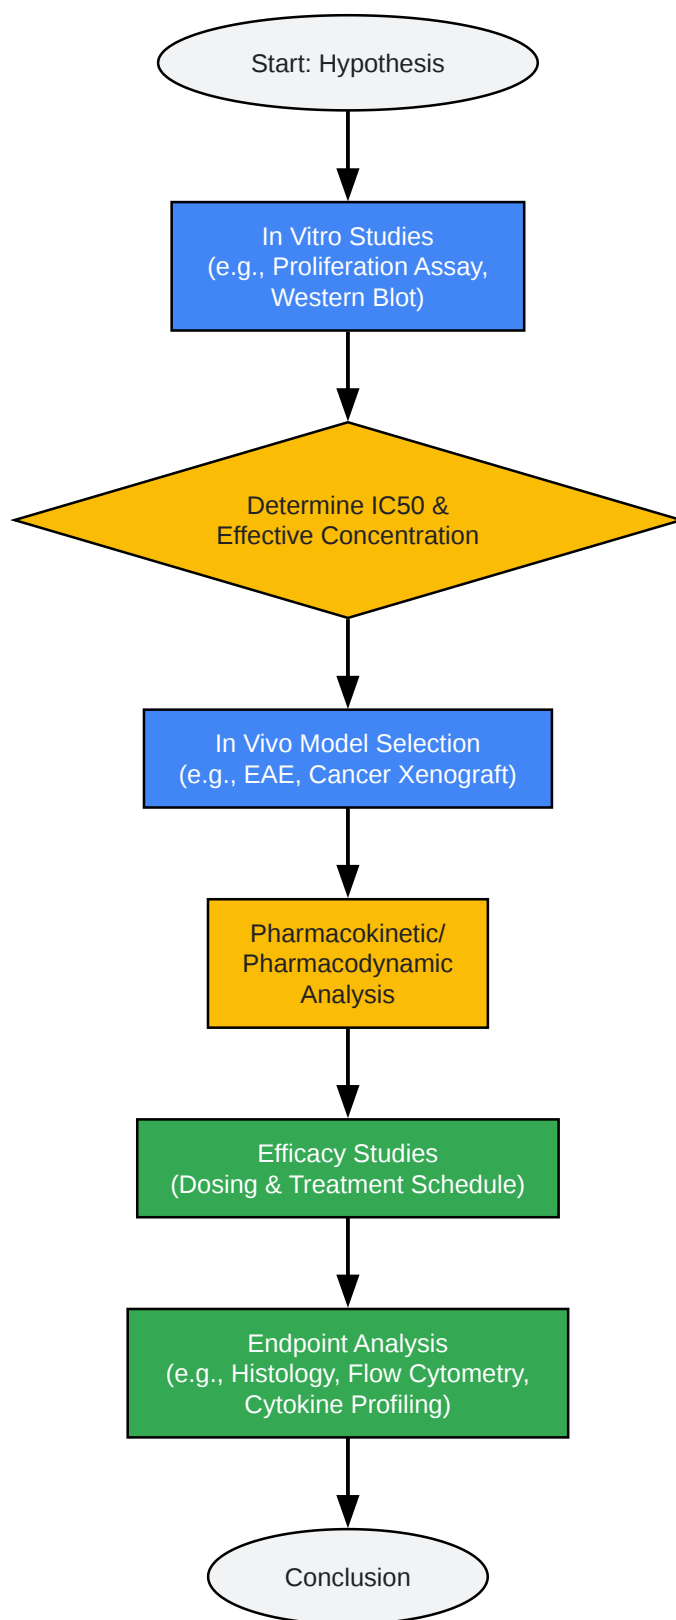 Start: Hypothesis
In Vitro Studies
(e.g., Proliferation Assay,
Western Blot)
Determine IC50 &
Effective Concentration
In Vivo Model Selection
(e.g., EAE, Cancer Xenograft)
Pharmacokinetic/
Pharmacodynamic
Analysis
Efficacy Studies
(Dosing & Treatment Schedule)
Endpoint Analysis
(e.g., Histology, Flow Cytometry,
Cytokine Profiling)
Conclusion